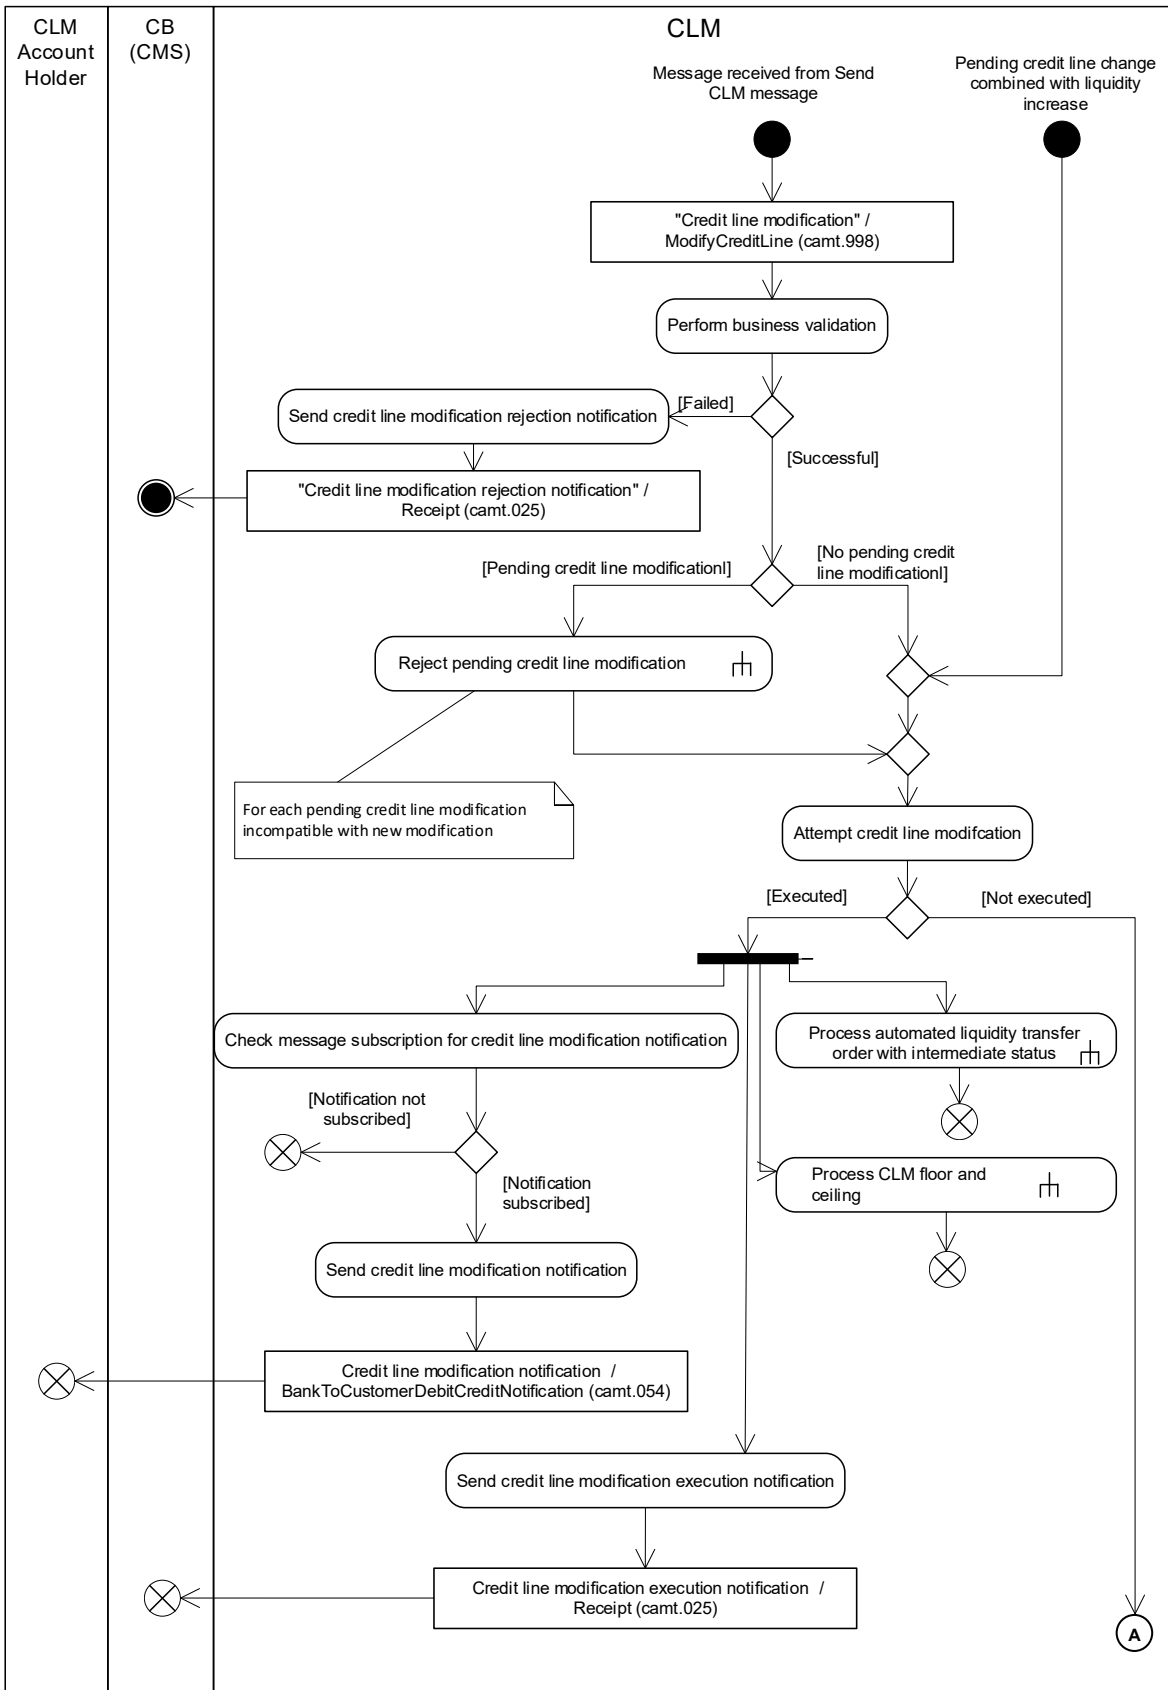 CLM
Account
Holder
CB
(CMS)
CLM
Message received from Send
CLM message
Pending credit line change
combined with liquidity
increase
"Credit line modification" /
ModifyCreditLine (camt.998)
Perform business validation
[Failed]
Send credit line modification rejection notification
[Successful]
"Credit line modification rejection notification" /
Receipt (camt.025)
[Pending credit line modificationl]
[No pending credit
line modificationl]
Reject pending credit line modification
For each pending credit line modification
incompatible with new modification
Attempt credit line modifcation
[Executed]
[Not executed]
Check message subscription for credit line modification notification
Process automated liquidity transfer
order with intermediate status
[Notification not
subscribed]
[Notification
subscribed]
Process CLM floor and
ceiling
Send credit line modification notification
Credit line modification notification /
BankToCustomerDebitCreditNotification (camt.054)
Send credit line modification execution notification
Credit line modification execution notification /
Receipt (camt.025)
A